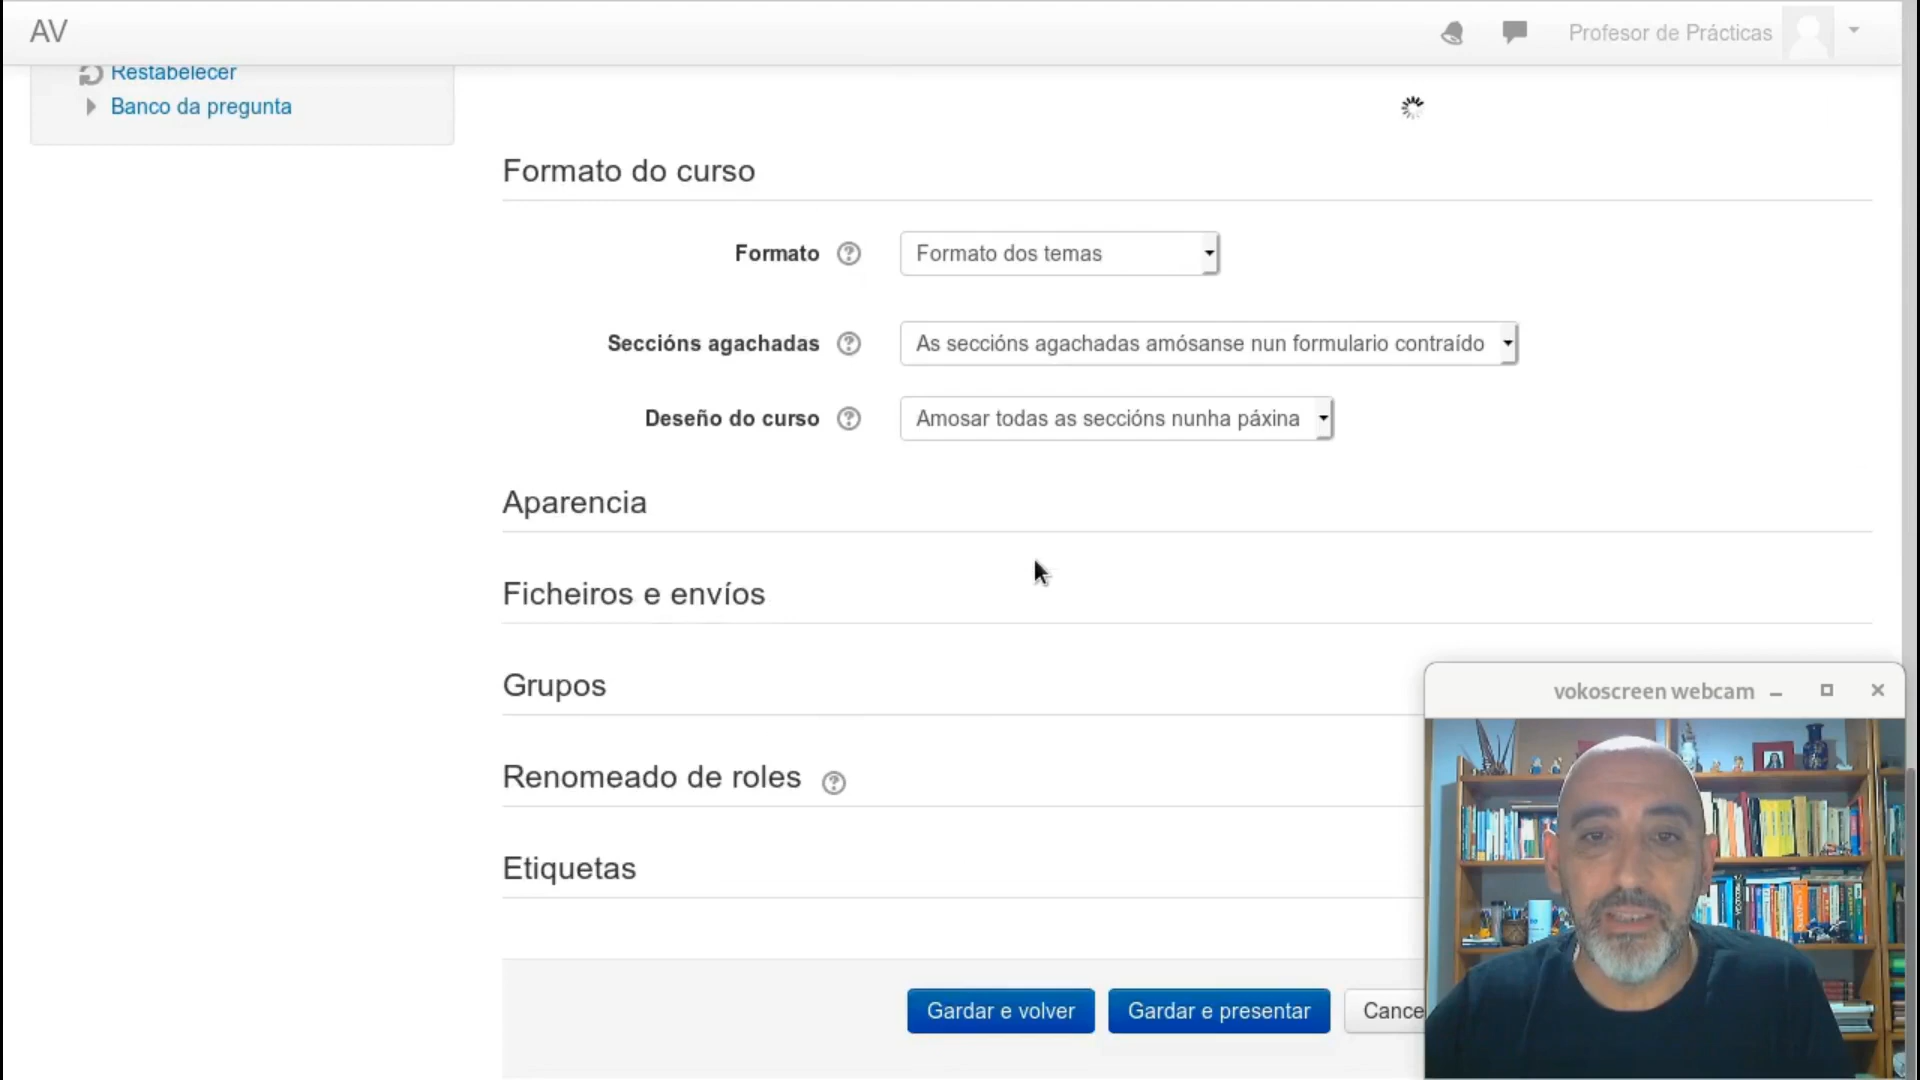 AV
Profesor de Prácticas
Restabelecer
Banco da pregunta
Formato do curso
Formato
Formato dos temas
Seccións agachadas
As seccións agachadas amósanse nun formulario contraído
Deseño do curso
Amosar todas as seccións nunha páxina
Aparencia
Ficheiros e envíos
Grupos
Renomeado de roles
Etiquetas
Gardar e volver
Gardar e presentar
Cance
vokoscreen webcam